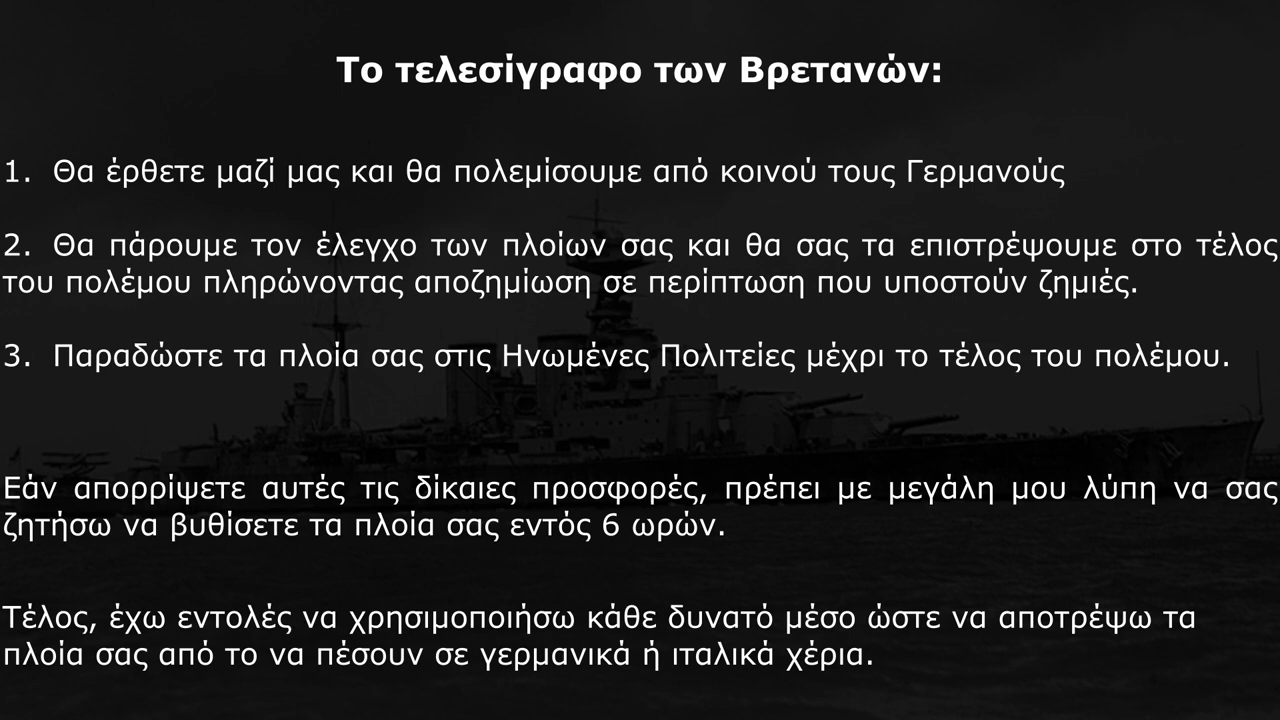 Το τελεσίγραφο των Βρετανών:
1. Θα έρθετε μαζί μας και θα πολεμίσουμε από κοινού τους Γερμανούς
2. Θα πάρουμε τον έλεγχο των πλοίων σας και θα σας τα επιστρέψουμε στο τέλος
του πολέμου πληρώνοντας αποζημίωση σε περίπτωση που υποστούν ζημιές.
3. Παραδώστε τα πλοία σας στις Ηνωμένες Πολιτείες μέχρι το τέλος του πολέμου.
Εάν απορρίψετε αυτές τις δίκαιες προσφορές, πρέπει με μεγάλη μου λύπη να σας
ζητήσω να βυθίσετε τα πλοία σας εντός 6 ωρών.
Τέλος, έχω εντολές να χρησιμοποιήσω κάθε δυνατό μέσο ώστε να αποτρέψω τα
πλοία σας από το να πέσουν σε γερμανικά ή ιταλικά χέρια.